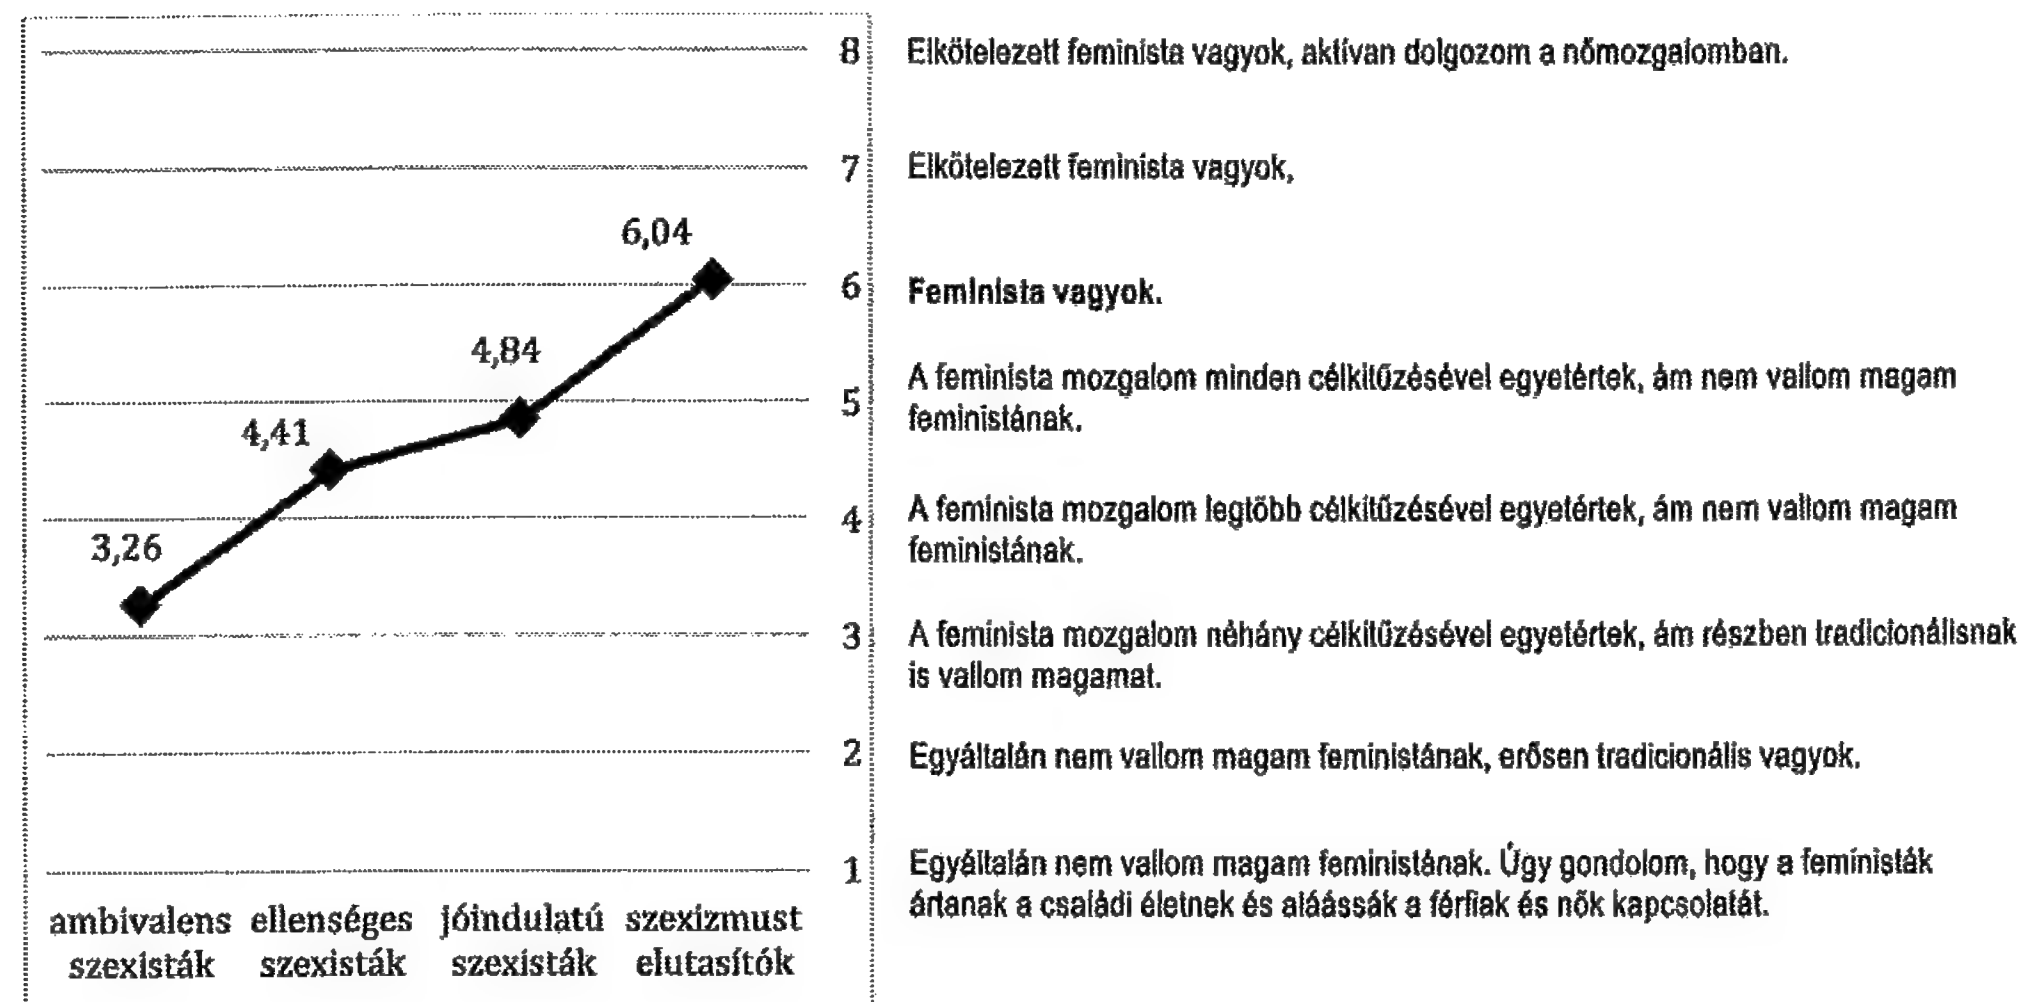 8 Elkötelezett feminista vagyok, aktívan dolgozom a nőmozgalomban.
7 Elkötelezett feminista vagyok,
6,04
6 Feminista vagyok.
4,84
5 A feminista mozgalom minden célkitűzésével egyetértek, ám nem vallom magam
feministának.
4,41
4 A feminista mozgalom legtöbb célkitűzésével egyetértek, ám nem vallom magam
feministának.
3,26
3 A feminista mozgalom néhány célkitűzésével egyetértek, ám részben tradicionálisnak
is vallom magamat.
2 Egyáltalán nem vallom magam feministának, erősen tradicionális vagyok.
1 Egyáltalán nem vallom magam feministának. Úgy gondolom, hogy a feministák
ártanak a családi életnek és aláássák a férfiak és nők kapcsolatát.
ambivalens ellenséges jóindulatú szexizmust
szexisták szexisták szexisták elutasítók